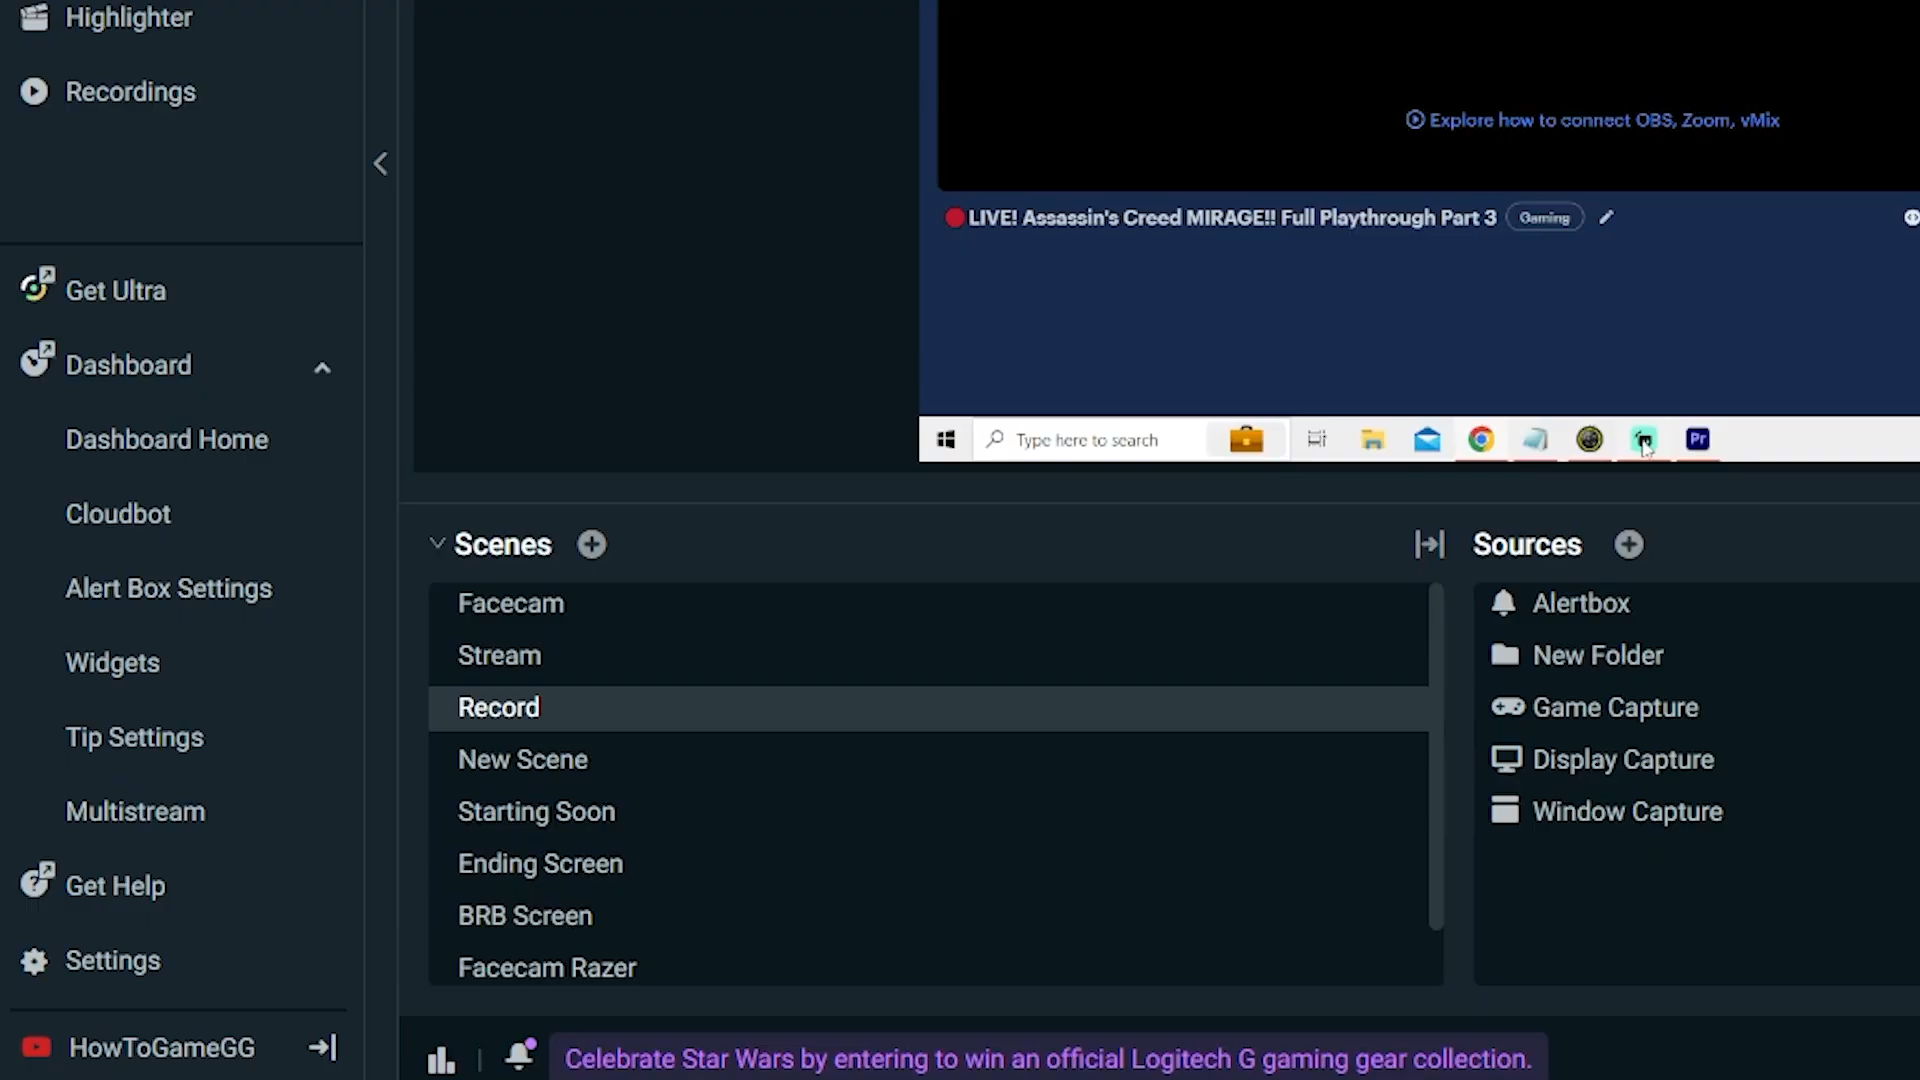 Highlighter
Recordings
Get Ultra
Dashboard
Dashboard Home
Cloudbot
Alert Box Settings
Widgets
Tip Settings
Multistream
Get Help
Settings
HowToGameGG
Explore how to connect OBS, Zoom, vMix
LIVE! Assassin's Creed MIRAGE!! Full Playthrough Part 3
Gaming
Type here to search
Pr
Scenes
Facecam
Stream
Record
New Scene
Starting Soon
Ending Screen
BRB Screen
Facecam Razer
Sources
Alertbox
New Folder
Game Capture
Display Capture
Window Capture
Celebrate Star Wars by entering to win an official Logitech G gaming gear collection.